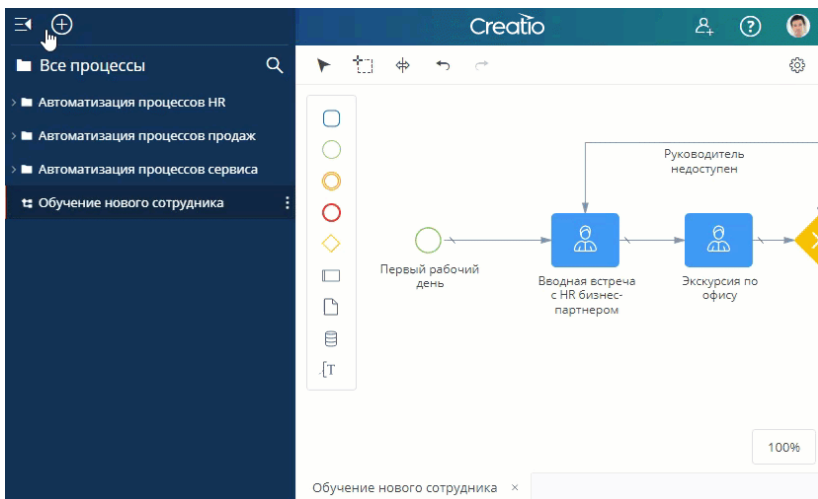 Creatio
Все процессы
Автоматизация процессов HR
Автоматизация процессов продаж
Автоматизация процессов сервиса
Обучение нового сотрудника
Руководитель
недоступен
Первый рабочий
день
Вводная встреча
с HR бизнес-
партнером
Экскурсия по
офису
T
100%
Обучение нового сотрудника ×